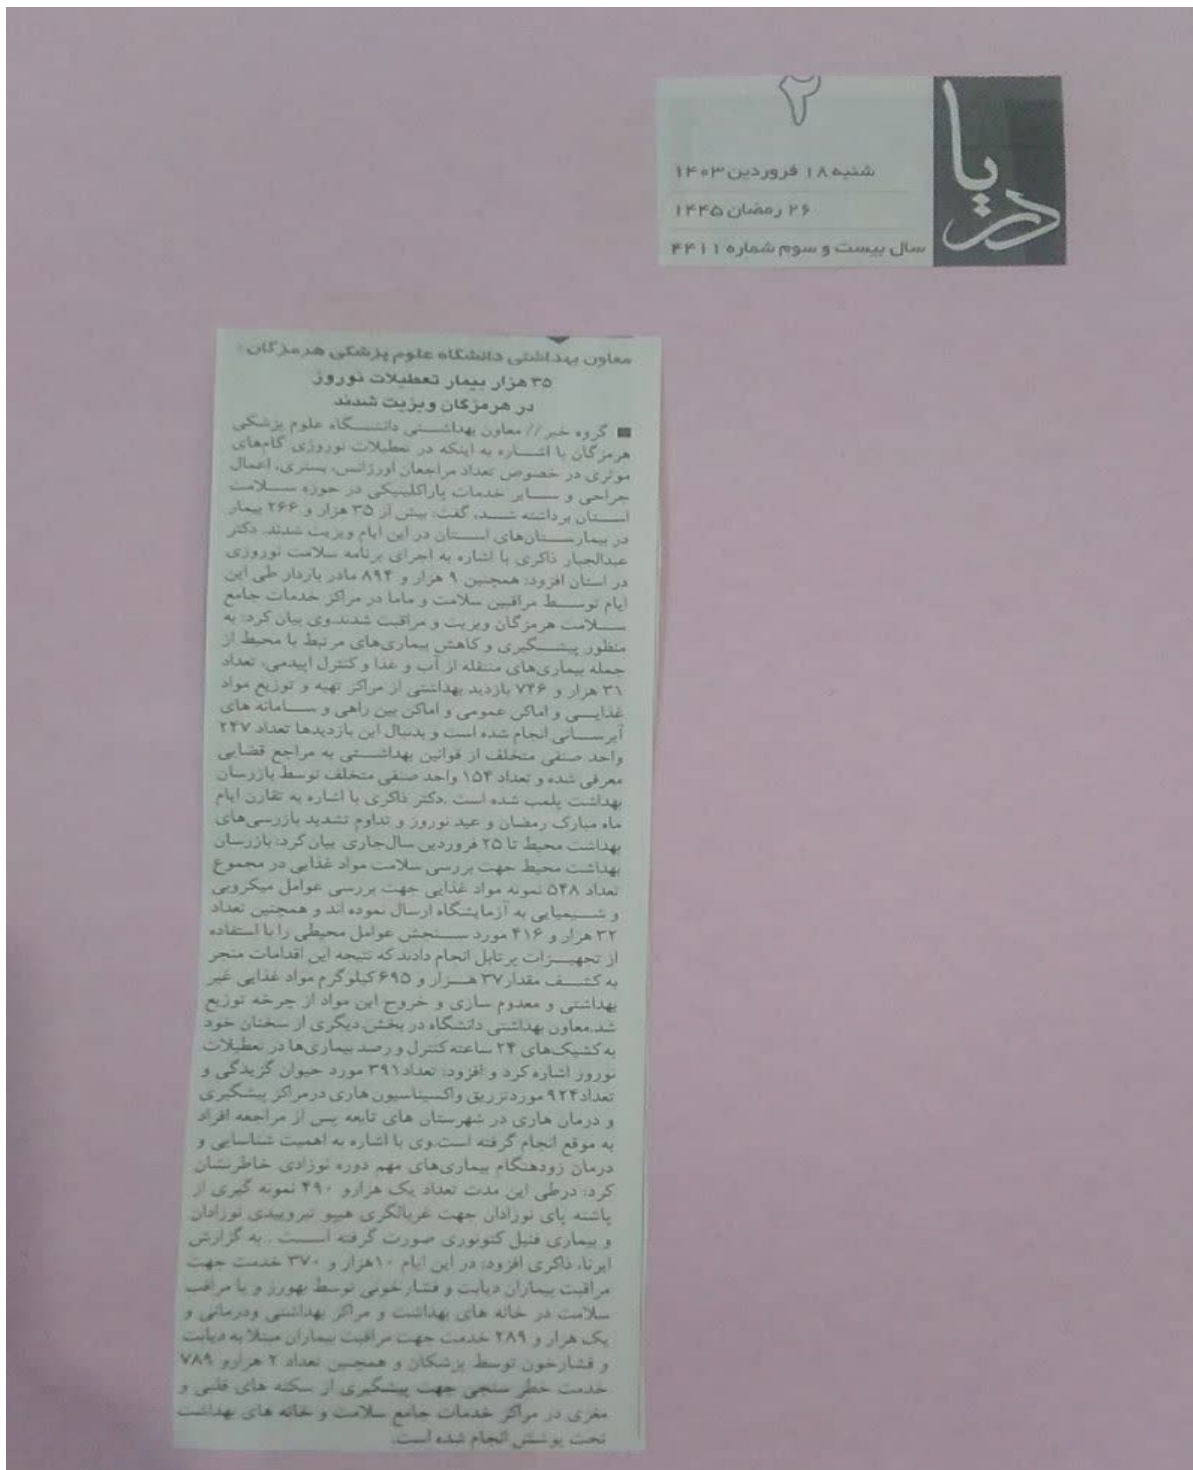 ۲
دریا
شنبه ۱۸ فروردین ۱۴۰۳
۲۶ رمضان ۱۴۴۵
سال بیست و سوم شماره ۴۴۱۱
معاون بهداشتی دانشگاه علوم پزشکی هرمزگان:
۳۵ هزار بیمار تعطیلات نوروز
در هرمزگان ویزیت شدند
■ گروه خبر // معاون بهداشتی دانشگاه علوم پزشکی
هرمزگان با اشاره به اینکه در تعطیلات نوروزی گام‌های
موثری در خصوص تعداد مراجعان اورژانس، بستری، اعمال
جراحی و سایر خدمات پاراکلینیکی در حوزه سلامت
استان برداشته شد، گفت: بیش از ۳۵ هزار و ۲۶۶ بیمار
در بیمارستان‌های استان در این ایام ویزیت شدند. دکتر
عبدالجبار ذاکری با اشاره به اجرای برنامه سلامت نوروزی
در استان افزود: همچنین ۹ هزار و ۸۹۴ مادر باردار طی این
ایام توسط مراقبین سلامت و ماما در مراکز خدمات جامع
سلامت هرمزگان ویزیت و مراقبت شدند.وی بیان کرد: به
منظور پیشگیری و کاهش بیماری‌های مرتبط با محیط از
جمله بیماری‌های منتقله از آب و غذا و کنترل اپیدمی، تعداد
۳۱ هزار و ۷۴۶ بازدید بهداشتی از مراکز تهیه و توزیع مواد
غذایی و اماکن عمومی و اماکن بین راهی و سامانه های
آبرسانی انجام شده است و بدنبال این بازدیدها تعداد ۲۴۷
واحد صنفی متخلف از قوانین بهداشتی به مراجع قضایی
معرفی شده و تعداد ۱۵۴ واحد صنفی متخلف توسط بازرسان
بهداشت پلمب شده است .دکتر ذاکری با اشاره به تقارن ایام
ماه مبارک رمضان و عید نوروز و تداوم تشدید بازرسی‌های
بهداشت محیط تا ۲۵ فروردین سال‌جاری بیان کرد: بازرسان
بهداشت محیط جهت بررسی سلامت مواد غذایی در مجموع
تعداد ۵۴۸ نمونه مواد غذایی جهت بررسی عوامل میکروبی
و شیمیایی به آزمایشگاه ارسال نموده اند و همچنین تعداد
۳۲ هزار و ۴۱۶ مورد سنجش عوامل محیطی را با استفاده
از تجهیزات پرتابل انجام دادند که نتیجه این اقدامات منجر
به کشف مقدار ۳۷ هزار و ۶۹۵ کیلوگرم مواد غذایی غیر
بهداشتی و معدوم سازی و خروج این مواد از چرخه توزیع
شد.معاون بهداشتی دانشگاه در بخش دیگری از سخنان خود
به کشیک‌های ۲۴ ساعته کنترل و رصد بیماری‌ها در تعطیلات
نوروز اشاره کرد و افزود: تعداد ۳۹۱ مورد حیوان گزیدگی و
تعداد ۹۲۴ مورد تزریق واکسیناسیون هاری درمراکز پیشگیری
و درمان هاری در شهرستان های تابعه پس از مراجعه افراد
به موقع انجام گرفته است.وی با اشاره به اهمیت شناسایی و
درمان زودهنگام بیماری‌های مهم دوره نوزادی خاطرنشان
کرد: درطی این مدت تعداد یک هزارو ۴۹۰ نمونه گیری از
پاشنه پای نوزادان جهت غربالگری هیپو تیروییدی نوزادان
و بیماری فنیل کتونوری صورت گرفته است . به گزارش
ایرنا، ذاکری افزود: در این ایام ۱۰هزار و ۳۷۰ خدمت جهت
مراقبت بیماران دیابت و فشار خونی توسط بهورز و یا مراقب
سلامت در خانه های بهداشت و مراکز بهداشتی ودرمانی و
یک هزار و ۲۸۹ خدمت جهت مراقبت بیماران مبتلا به دیابت
و فشارخون توسط پزشکان و همچنین تعداد ۲ هزارو ۷۸۹
خدمت خطر سنجی جهت پیشگیری از سکته های قلبی و
مغزی در مراکز خدمات جامع سلامت و خانه های بهداشت
تحت پوشش انجام شده است.